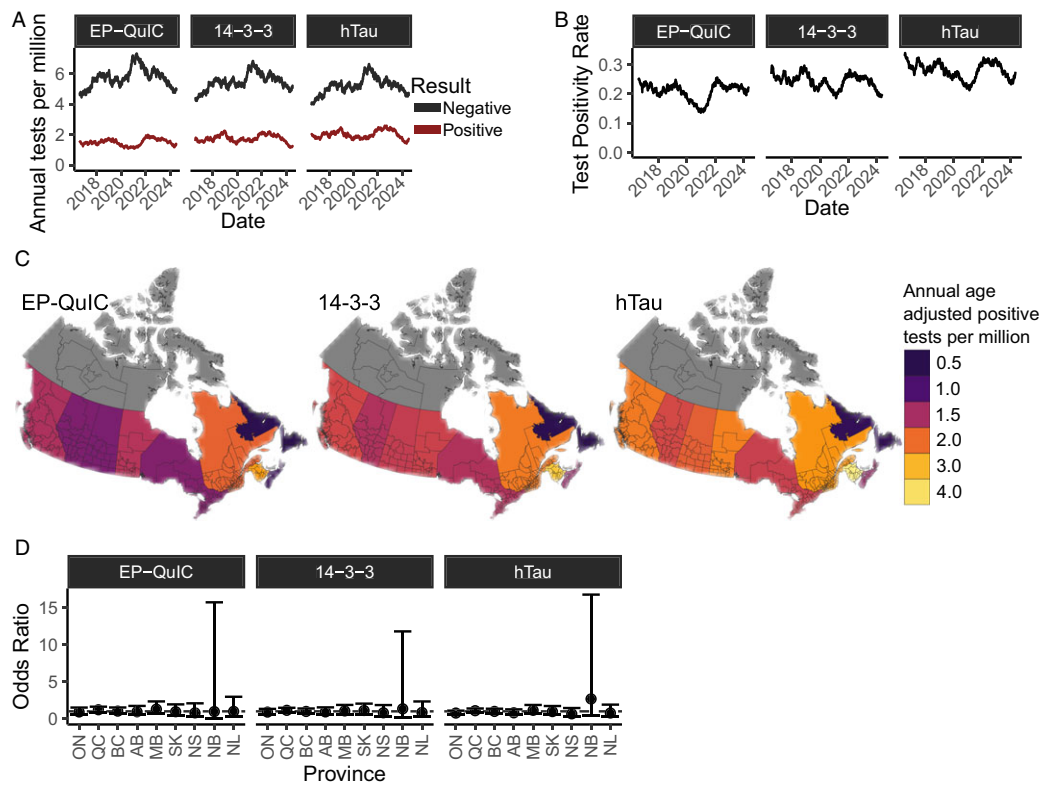 A
EP−QuIC
14−3−3
hTau
Annual tests per million
6
4
2
0
2018
2020
2022
2024
2018
2020
2022
2024
2018
2020
2022
2024
Date
Result
Negative
Positive
B
EP−QuIC
14−3−3
hTau
Test Positivity Rate
0.3
0.2
0.1
0.0
2018
2020
2022
2024
2018
2020
2022
2024
2018
2020
2022
2024
Date
C
EP-QuIC
14-3-3
hTau
Annual age
adjusted positive
tests per million
0.5
1.0
1.5
2.0
3.0
4.0
D
EP−QuIC
14−3−3
hTau
Odds Ratio
15
10
5
0
ON
QC
BC
AB
MB
SK
NS
NB
NL
ON
QC
BC
AB
MB
SK
NS
NB
NL
ON
QC
BC
AB
MB
SK
NS
NB
NL
Province